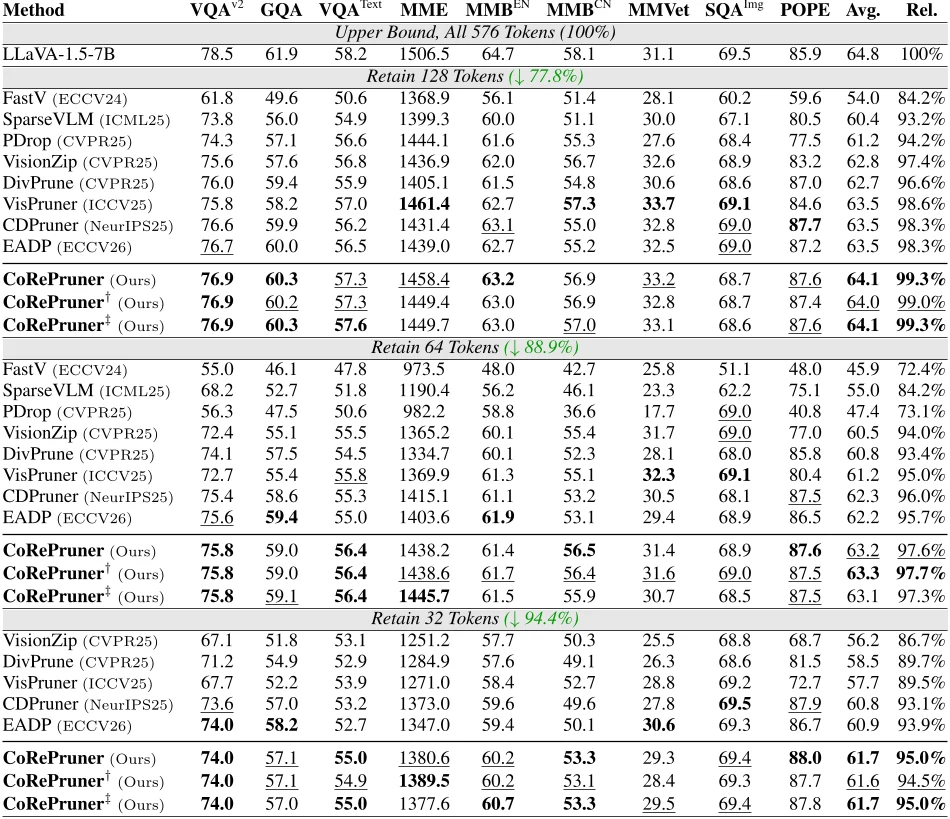 Method VQA^v2 GQA VQA^Text MME MMB^EN MMB^CN MMVet SQA^Img POPE Avg. Rel.
Upper Bound, All 576 Tokens (100%)
LLaVA-1.5-7B 78.5 61.9 58.2 1506.5 64.7 58.1 31.1 69.5 85.9 64.8 100%
Retain 128 Tokens (↓ 77.8%)
FastV (ECCV24) 61.8 49.6 50.6 1368.9 56.1 51.4 28.1 60.2 59.6 54.0 84.2%
SparseVLM (ICML25) 73.8 56.0 54.9 1399.3 60.0 51.1 30.0 67.1 80.5 60.4 93.2%
PDrop (CVPR25) 74.3 57.1 56.6 1444.1 61.6 55.3 27.6 68.4 77.5 61.2 94.2%
VisionZip (CVPR25) 75.6 57.6 56.8 1436.9 62.0 56.7 32.6 68.9 83.2 62.8 97.4%
DivPrune (CVPR25) 76.0 59.4 55.9 1405.1 61.5 54.8 30.6 68.6 87.0 62.7 96.6%
VisPruner (ICCV25) 75.8 58.2 57.0 1461.4 62.7 57.3 33.7 69.1 84.6 63.5 98.6%
CDPruner (NeurIPS25) 76.6 59.9 56.2 1431.4 63.1 55.0 32.8 69.0 87.7 63.5 98.3%
EADP (ECCV26) 76.7 60.0 56.5 1439.0 62.7 55.2 32.5 69.0 87.2 63.5 98.3%
CoRePruner (Ours) 76.9 60.3 57.3 1458.4 63.2 56.9 33.2 68.7 87.6 64.1 99.3%
CoRePruner† (Ours) 76.9 60.2 57.3 1449.4 63.0 56.9 32.8 68.7 87.4 64.0 99.0%
CoRePruner‡ (Ours) 76.9 60.3 57.6 1449.7 63.0 57.0 33.1 68.6 87.6 64.1 99.3%
Retain 64 Tokens (↓ 88.9%)
FastV (ECCV24) 55.0 46.1 47.8 973.5 48.0 42.7 25.8 51.1 48.0 45.9 72.4%
SparseVLM (ICML25) 68.2 52.7 51.8 1190.4 56.2 46.1 23.3 62.2 75.1 55.0 84.2%
PDrop (CVPR25) 56.3 47.5 50.6 982.2 58.8 36.6 17.7 69.0 40.8 47.4 73.1%
VisionZip (CVPR25) 72.4 55.1 55.5 1365.2 60.1 55.4 31.7 69.0 77.0 60.5 94.0%
DivPrune (CVPR25) 74.1 57.5 54.5 1334.7 60.1 52.3 28.1 68.0 85.8 60.8 93.4%
VisPruner (ICCV25) 72.7 55.4 55.8 1369.9 61.3 55.1 32.3 69.1 80.4 61.2 95.0%
CDPruner (NeurIPS25) 75.4 58.6 55.3 1415.1 61.1 53.2 30.5 68.1 87.5 62.3 96.0%
EADP (ECCV26) 75.6 59.4 55.0 1403.6 61.9 53.1 29.4 68.9 86.5 62.2 95.7%
CoRePruner (Ours) 75.8 59.0 56.4 1438.2 61.4 56.5 31.4 68.9 87.6 63.2 97.6%
CoRePruner† (Ours) 75.8 59.0 56.4 1438.6 61.7 56.4 31.6 69.0 87.5 63.3 97.7%
CoRePruner‡ (Ours) 75.8 59.1 56.4 1445.7 61.5 55.9 30.7 68.5 87.5 63.1 97.3%
Retain 32 Tokens (↓ 94.4%)
VisionZip (CVPR25) 67.1 51.8 53.1 1251.2 57.7 50.3 25.5 68.8 68.7 56.2 86.7%
DivPrune (CVPR25) 71.2 54.9 52.9 1284.9 57.6 49.1 26.3 68.6 81.5 58.5 89.7%
VisPruner (ICCV25) 67.7 52.2 53.9 1271.0 58.4 52.7 28.8 69.2 72.7 57.7 89.5%
CDPruner (NeurIPS25) 73.6 57.0 53.2 1373.0 59.6 49.6 27.8 69.5 87.9 60.8 93.1%
EADP (ECCV26) 74.0 58.2 52.7 1347.0 59.4 50.1 30.6 69.3 86.7 60.9 93.9%
CoRePruner (Ours) 74.0 57.1 55.0 1380.6 60.2 53.3 29.3 69.4 88.0 61.7 95.0%
CoRePruner† (Ours) 74.0 57.1 54.9 1389.5 60.2 53.1 28.4 69.3 87.7 61.6 94.5%
CoRePruner‡ (Ours) 74.0 57.0 55.0 1377.6 60.7 53.3 29.5 69.4 87.8 61.7 95.0%